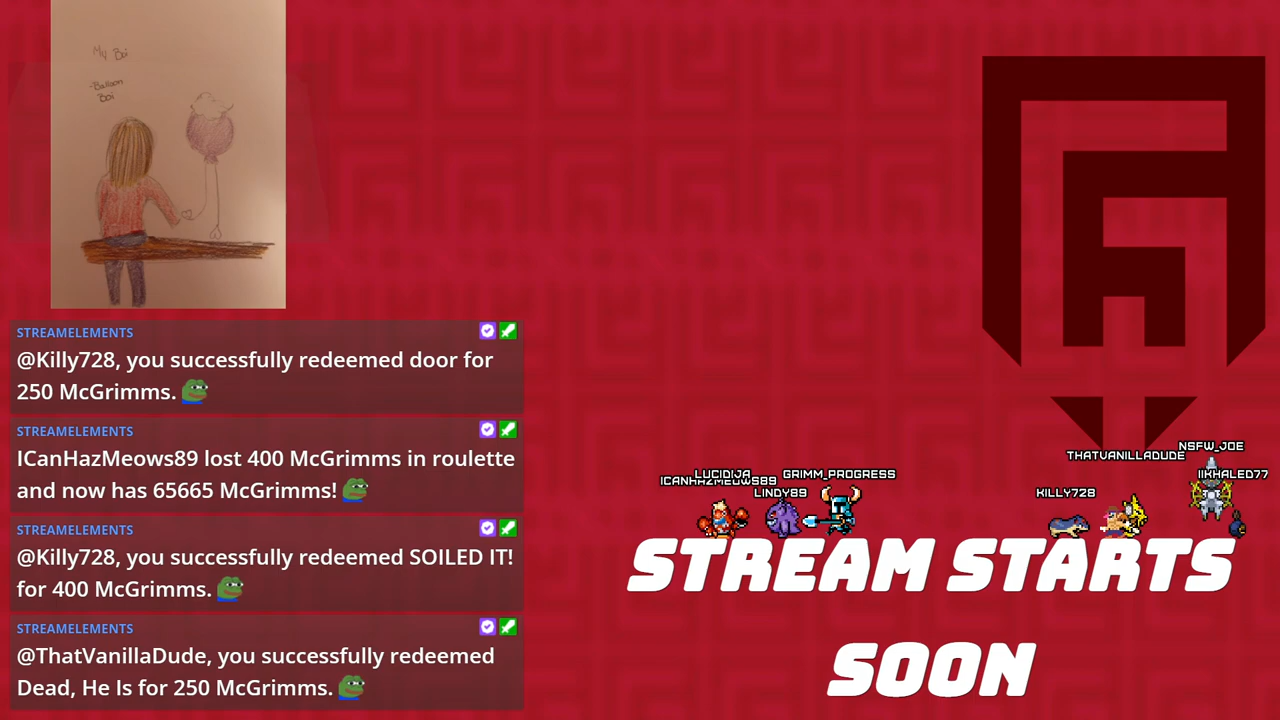 My Boi
-Balloon
Boi
STREAMELEMENTS
@Killy728, you successfully redeemed door for
250 McGrimms.
STREAMELEMENTS
ICanHazMeows89 lost 400 McGrimms in roulette
and now has 65665 McGrimms!
STREAMELEMENTS
@Killy728, you successfully redeemed SOILED IT!
for 400 McGrimms.
STREAMELEMENTS
@ThatVanillaDude, you successfully redeemed
Dead, He Is for 250 McGrimms.
LUCIDIJA
ICANHAZMEOWS89
LINDY89
GRIMM_PROGRESS
KILLY728
THATVANILLADUDE
NSFW_JOE
IIKHALED77
STREAM STARTS
SOON